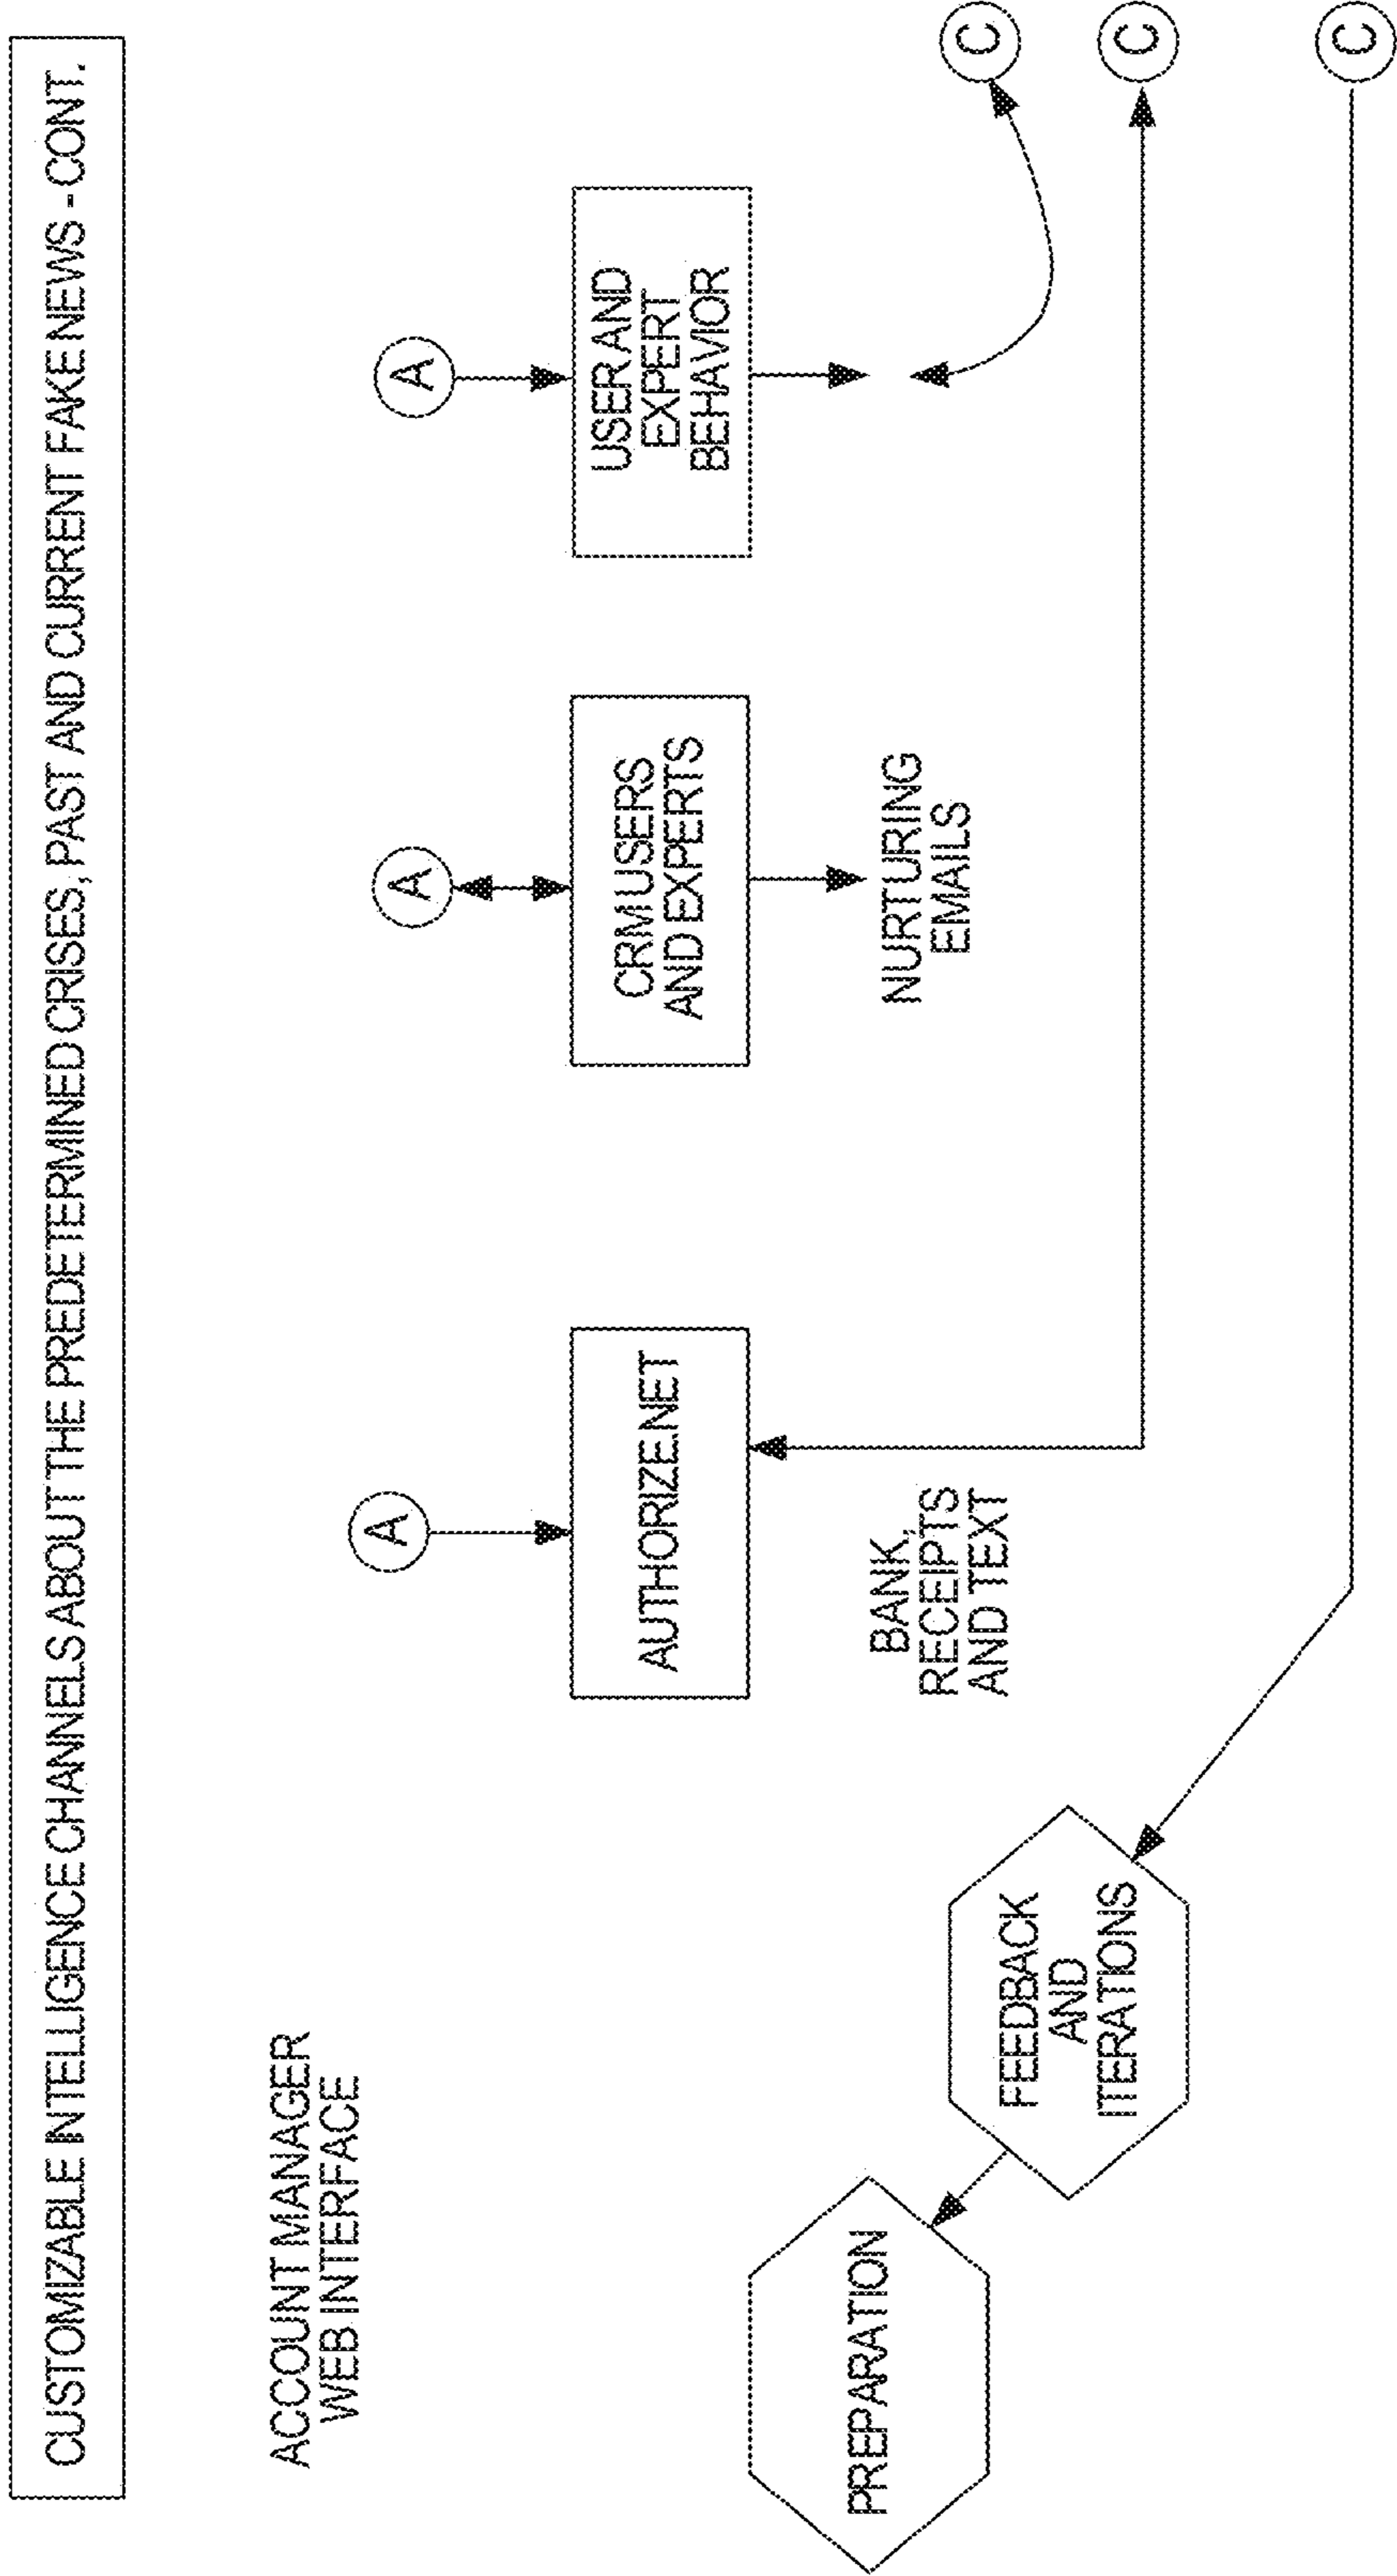 CUSTOMIZABLE INTELLIGENCE CHANNELS ABOUT THE PREDETERMINED CRISES, PAST AND CURRENT FAKE NEWS - CONT.
ACCOUNT MANAGER
WEB INTERFACE
A
A
A
AUTHORIZE.NET
CRM USERS
AND EXPERTS
USER AND
EXPERT
BEHAVIOR
PREPARATION
BANK,
RECEIPTS
AND TEXT
NURTURING
EMAILS
FEEDBACK
AND
ITERATIONS
C
C
C